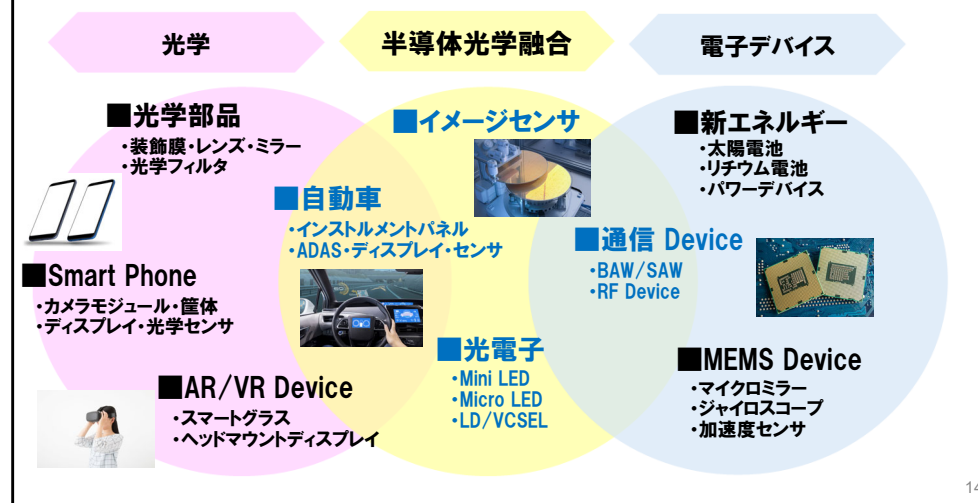 光学
半導体光学融合
電子デバイス
■光学部品
・装飾膜・レンズ・ミラー
・光学フィルタ
■Smart Phone
・カメラモジュール・筐体
・ディスプレイ・光学センサ
■AR/VR Device
・スマートグラス
・ヘッドマウントディスプレイ
■自動車
・インストルメントパネル
・ADAS・ディスプレイ・センサ
■イメージセンサ
■光電子
・Mini LED
・Micro LED
・LD/VCSEL
■通信 Device
・BAW/SAW
・RF Device
■新エネルギー
・太陽電池
・リチウム電池
・パワーデバイス
■MEMS Device
・マイクロミラー
・ジャイロスコープ
・加速度センサ
14